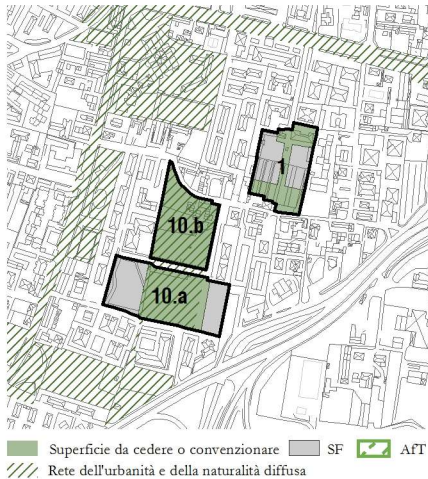 1
10.b
10.a
Superficie da cedere o convenzionare SF AfT
Rete dell'urbanità e della naturalità diffusa